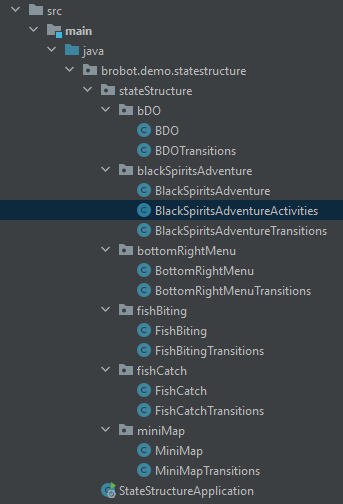 src
main
java
brobot.demo.statestructure
stateStructure
bDO
BDO
BDOTransitions
blackSpiritsAdventure
BlackSpiritsAdventure
BlackSpiritsAdventureActivities
BlackSpiritsAdventureTransitions
bottomRightMenu
BottomRightMenu
BottomRightMenuTransitions
fishBiting
FishBiting
FishBitingTransitions
fishCatch
FishCatch
FishCatchTransitions
miniMap
MiniMap
MiniMapTransitions
StateStructureApplication